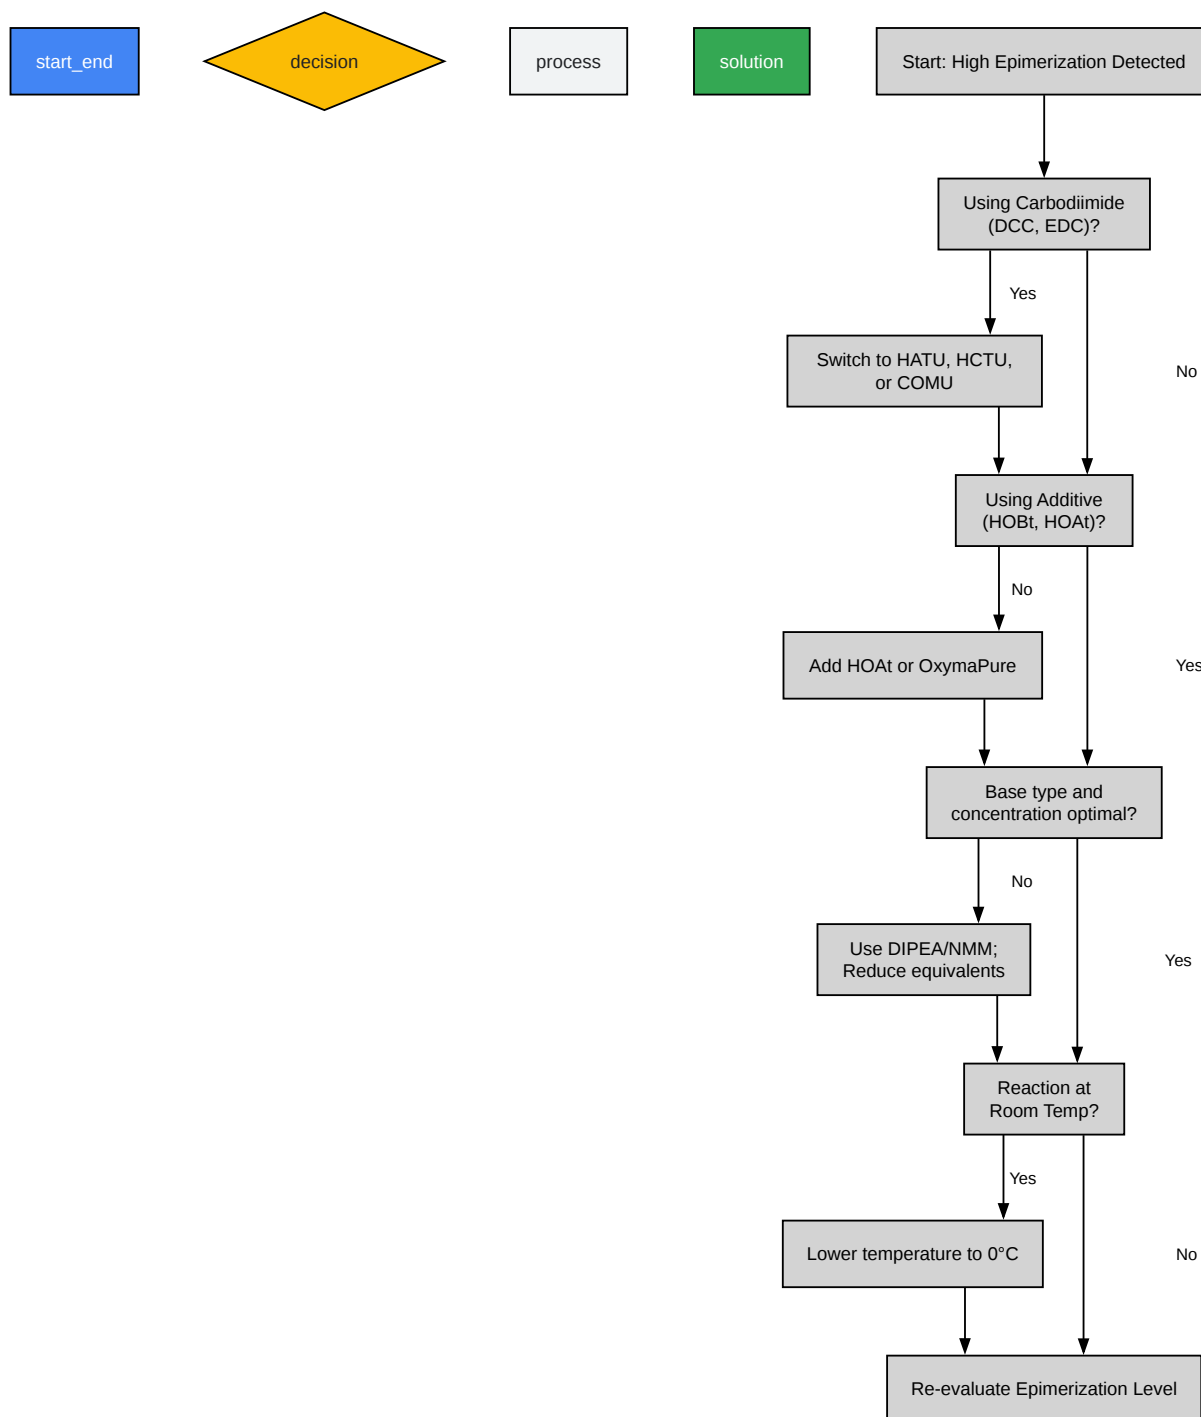 start_end
decision
process
solution
Start: High Epimerization Detected
Using Carbodiimide
(DCC, EDC)?
Yes
Switch to HATU, HCTU,
or COMU
No
Using Additive
(HOBt, HOAt)?
No
Add HOAt or OxymaPure
Yes
Base type and
concentration optimal?
No
Use DIPEA/NMM;
Reduce equivalents
Yes
Reaction at
Room Temp?
Yes
Lower temperature to 0°C
No
Re-evaluate Epimerization Level